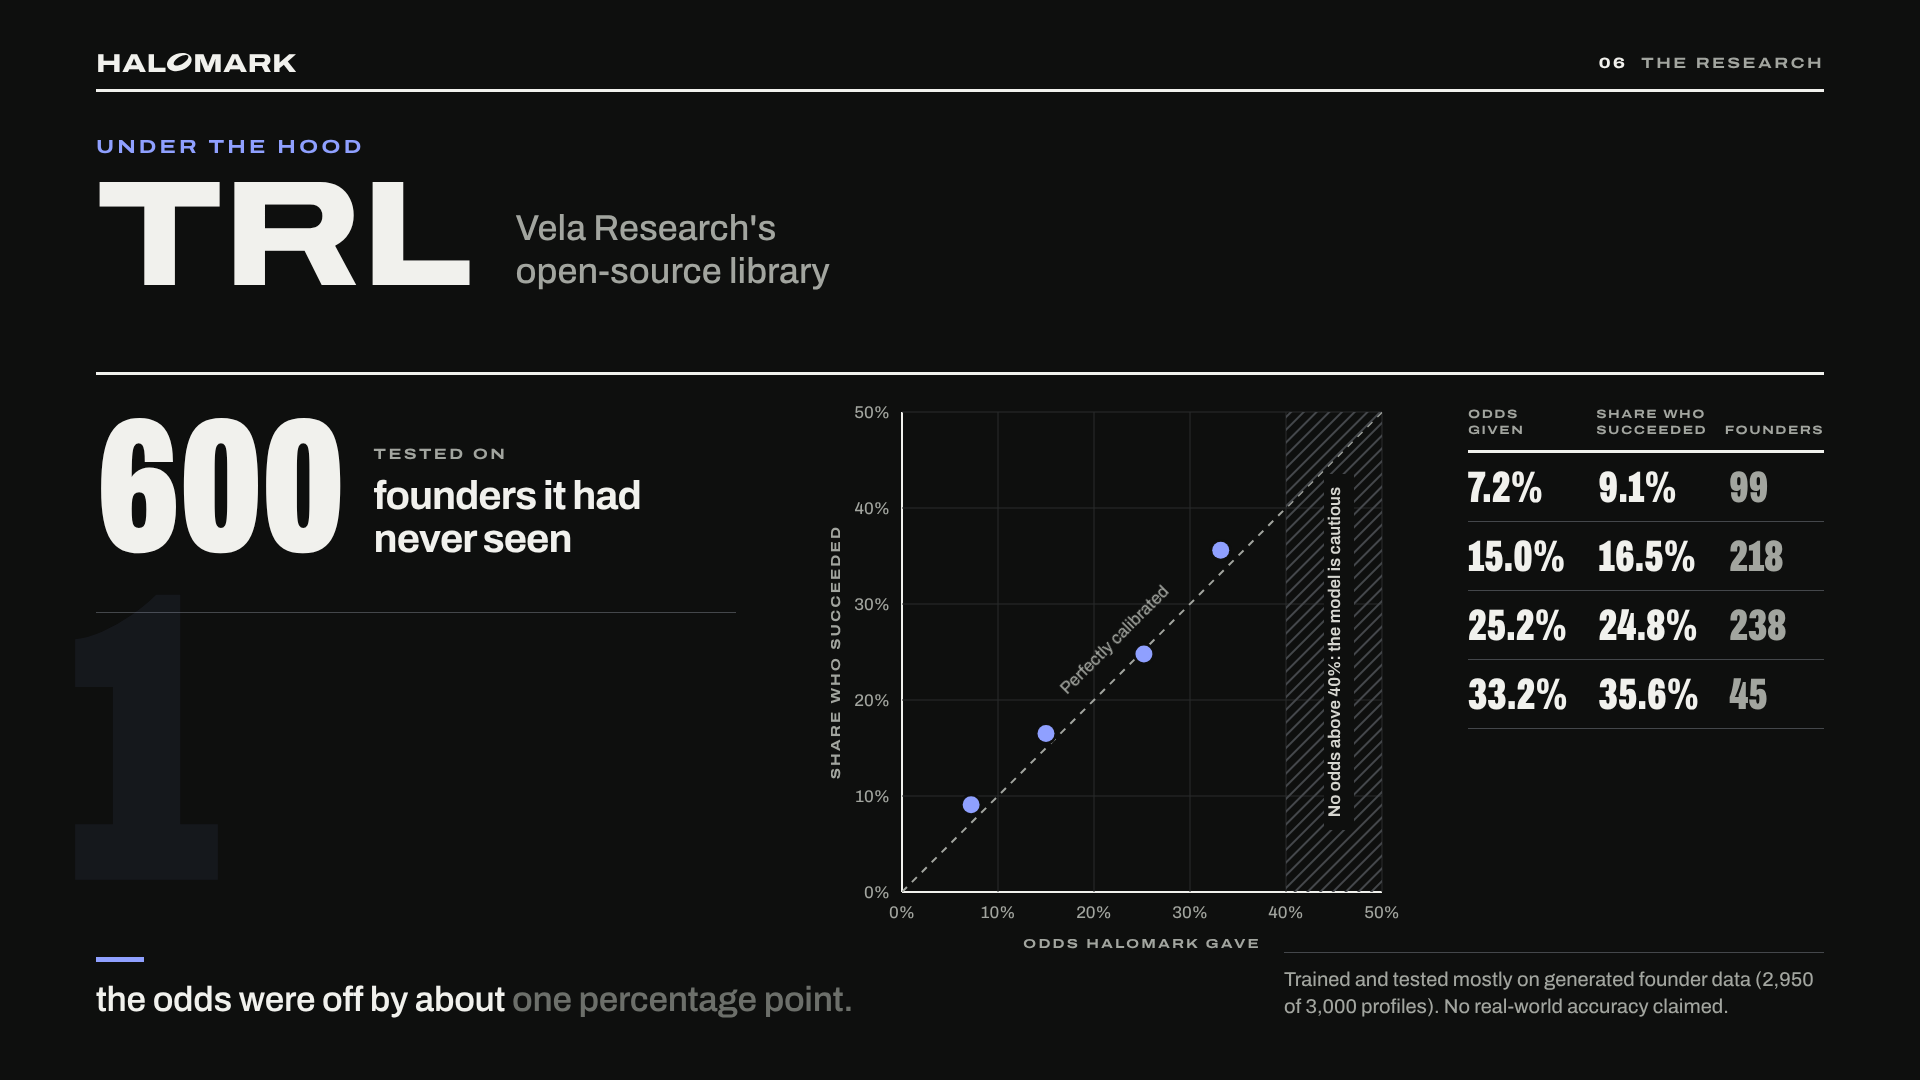 HALOMARK
06 THE RESEARCH
UNDER THE HOOD
TRL
Vela Research's
open-source library
600
TESTED ON
founders it had
never seen
1
the odds were off by about one percentage point.
SHARE WHO SUCCEEDED
50%
40%
30%
20%
10%
0%
0% 10% 20% 30% 40% 50%
ODDS HALOMARK GAVE
Perfectly calibrated
No odds above 40%: the model is cautious
ODDS GIVEN SHARE WHO SUCCEEDED FOUNDERS
7.2% 9.1% 99
15.0% 16.5% 218
25.2% 24.8% 238
33.2% 35.6% 45
Trained and tested mostly on generated founder data (2,950
of 3,000 profiles). No real-world accuracy claimed.